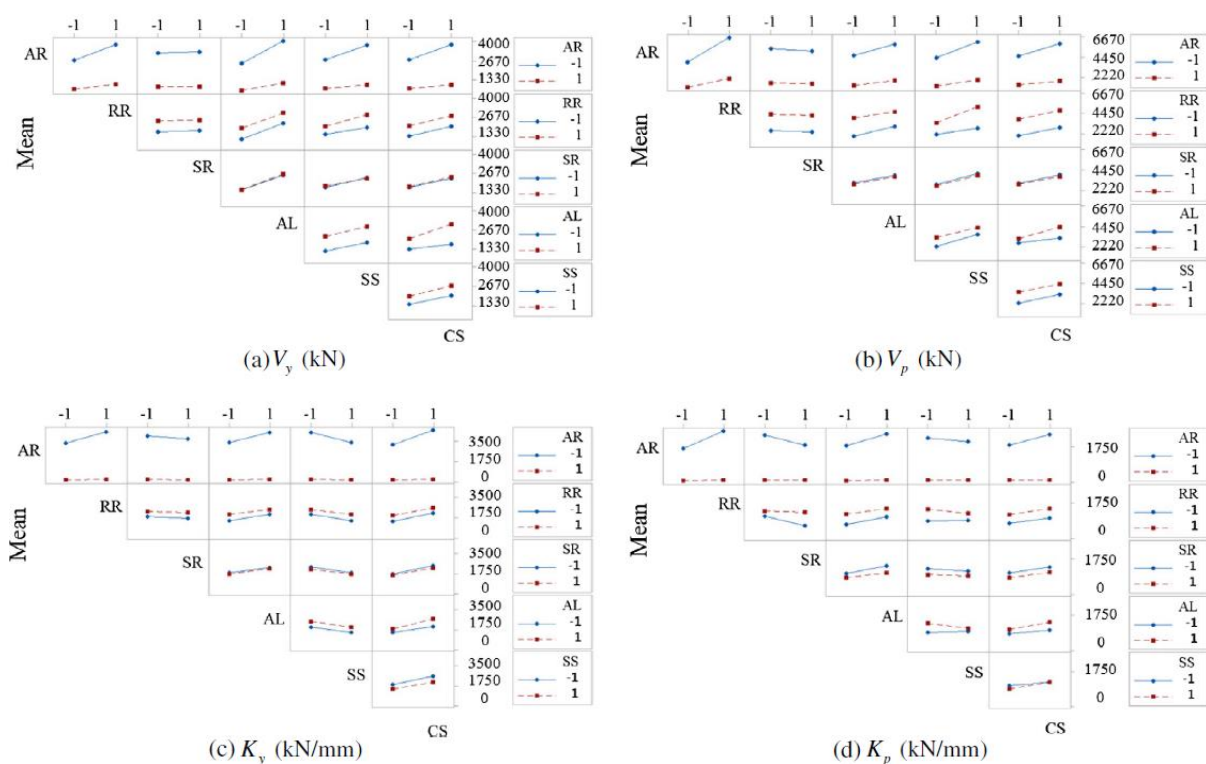 -1 1 -1 1 -1 1 -1 1 -1 1
AR
4000
2670
1330
AR
-1
1
RR
4000
2670
1330
RR
-1
1
SR
4000
2670
1330
SR
-1
1
AL
4000
2670
1330
AL
-1
1
SS
4000
2670
1330
SS
-1
1
CS
Mean
(a) V_y (kN)
-1 1 -1 1 -1 1 -1 1 -1 1
AR
6670
4450
2220
AR
-1
1
RR
6670
4450
2220
RR
-1
1
SR
6670
4450
2220
SR
-1
1
AL
6670
4450
2220
AL
-1
1
SS
6670
4450
2220
SS
-1
1
CS
Mean
(b) V_p (kN)
-1 1 -1 1 -1 1 -1 1 -1 1
AR
3500
1750
0
AR
-1
1
RR
3500
1750
0
RR
-1
1
SR
3500
1750
0
SR
-1
1
AL
3500
1750
0
AL
-1
1
SS
3500
1750
0
SS
-1
1
CS
Mean
(c) K_y (kN/mm)
-1 1 -1 1 -1 1 -1 1 -1 1
AR
1750
0
AR
-1
1
RR
1750
0
RR
-1
1
SR
1750
0
SR
-1
1
AL
1750
0
AL
-1
1
SS
1750
0
SS
-1
1
CS
Mean
(d) K_p (kN/mm)